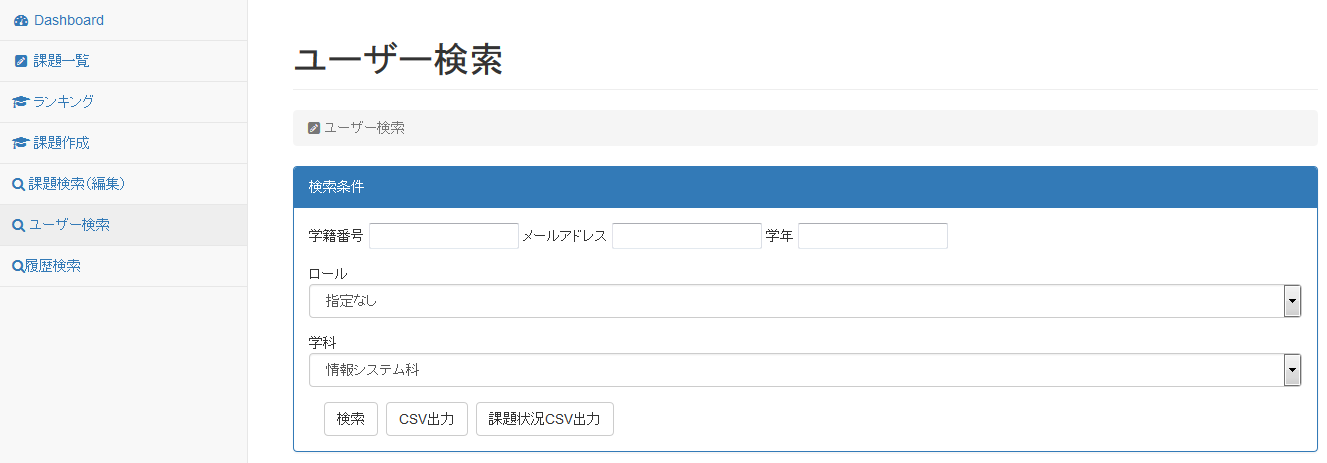 Dashboard
課題一覧
ランキング
課題作成
課題検索(編集)
ユーザー検索
履歴検索
ユーザー検索
ユーザー検索
検索条件
学籍番号 メールアドレス 学年
ロール
指定なし
学科
情報システム科
検索 CSV出力 課題状況CSV出力